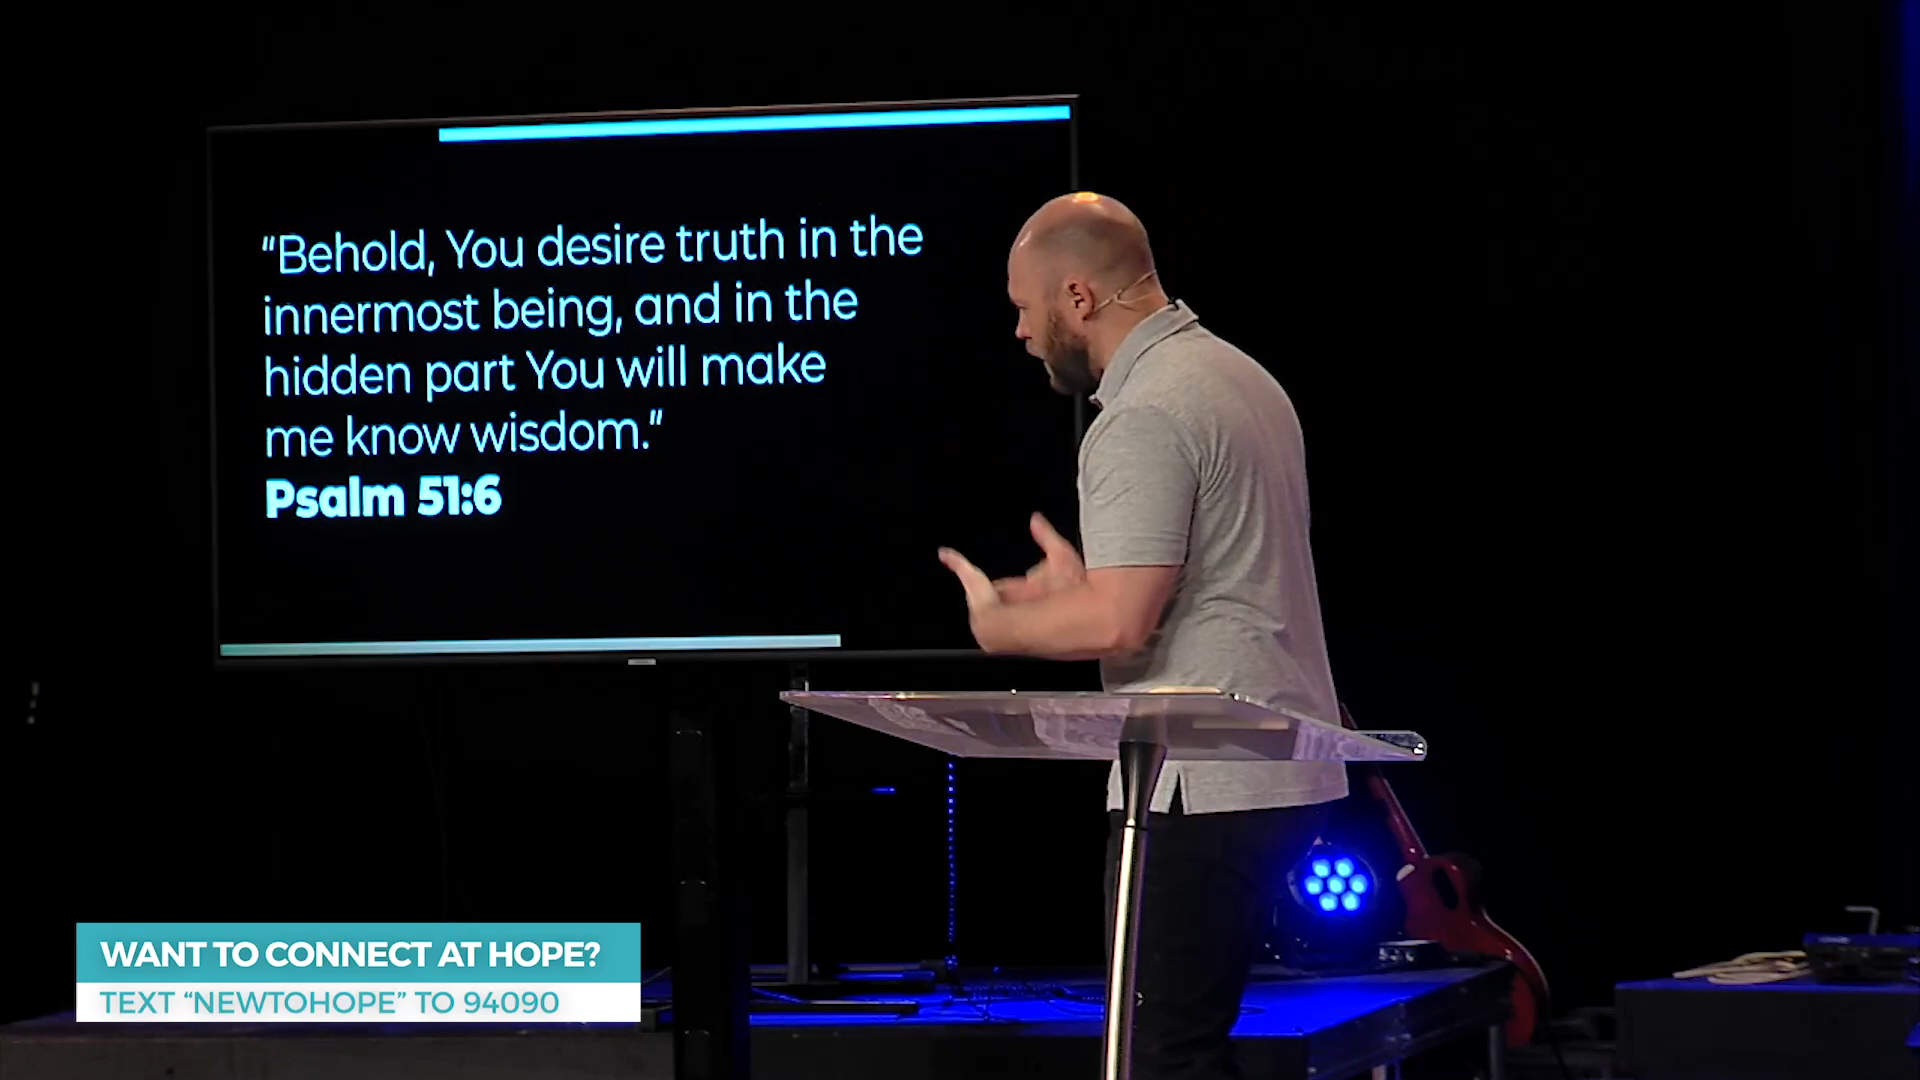 “Behold, You desire truth in the
innermost being, and in the
hidden part You will make
me know wisdom.”
Psalm 51:6
WANT TO CONNECT AT HOPE?
TEXT “NEWTOHOPE” TO 94090